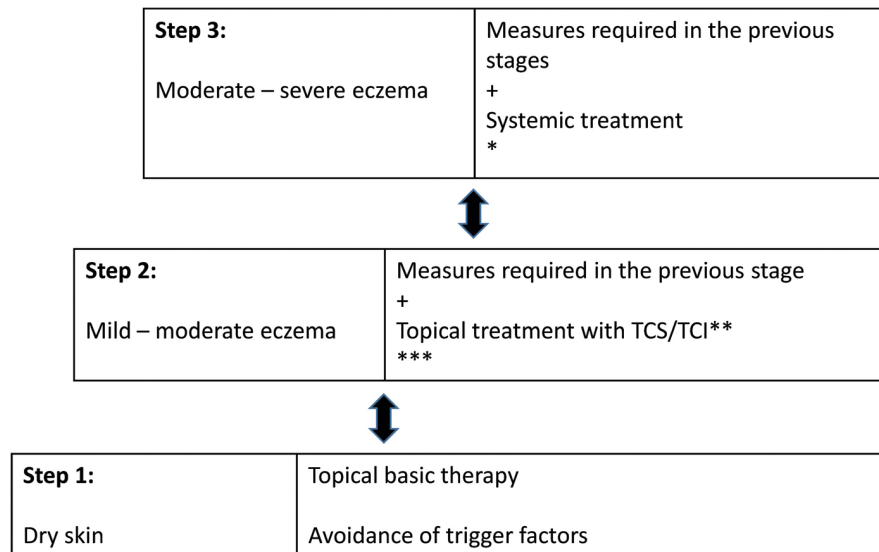 Step 3:
Moderate – severe eczema
Measures required in the previous
stages
+
Systemic treatment
*
Step 2:
Mild – moderate eczema
Measures required in the previous stage
+
Topical treatment with TCS/TCI**
***
Step 1:
Dry skin
Topical basic therapy
Avoidance of trigger factors